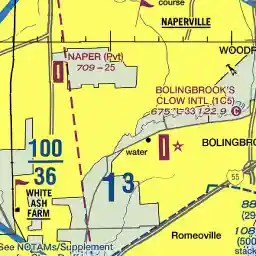 course
NAPERVILLE
WOODR
NAPER (Pvt)
709 - 25
BOLINGBROOK'S
CLOW INTL (1C5)
675 *L 33 122.9 C
BOLINGBRO
100
36
water
WHITE
ASH
FARM
13
55
88
(29
108
(500
See NOTAMs/Supplement
Romeoville